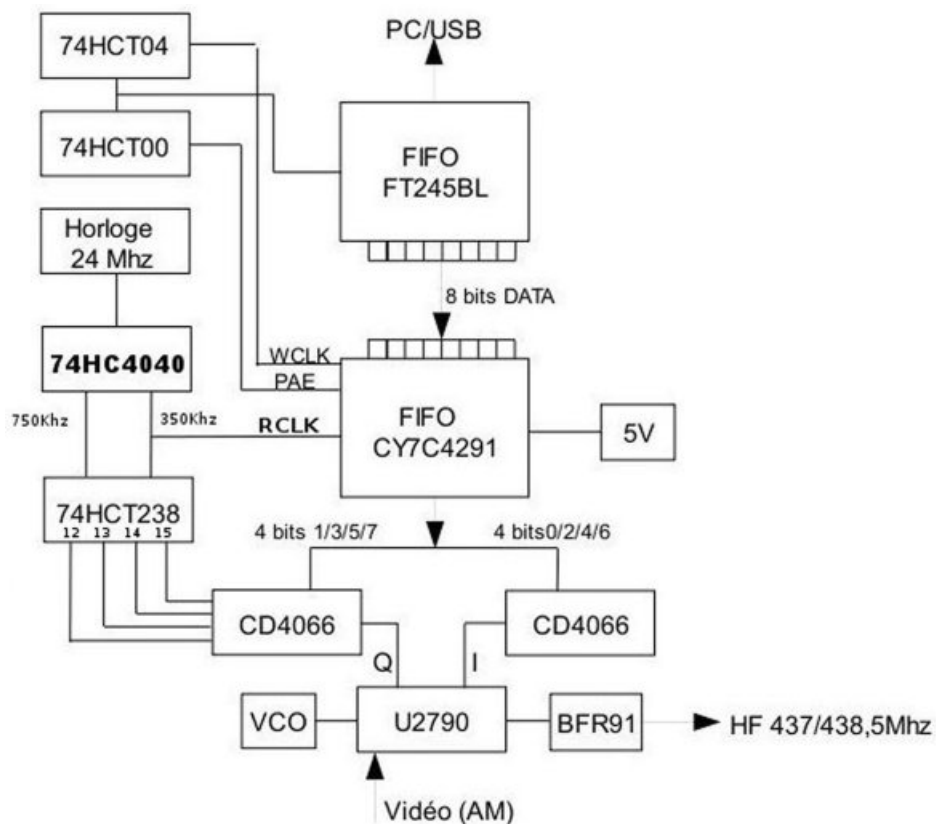 PC/USB
74HCT04
74HCT00
FIFO
FT245BL
Horloge
24 Mhz
8 bits DATA
74HC4040
WCLK
PAE
750Khz
350Khz
RCLK
FIFO
CY7C4291
5V
74HCT238
12 13 14 15
4 bits 1/3/5/7
4 bits0/2/4/6
CD4066
CD4066
Q
I
VCO
U2790
BFR91
HF 437/438,5Mhz
Vidéo (AM)